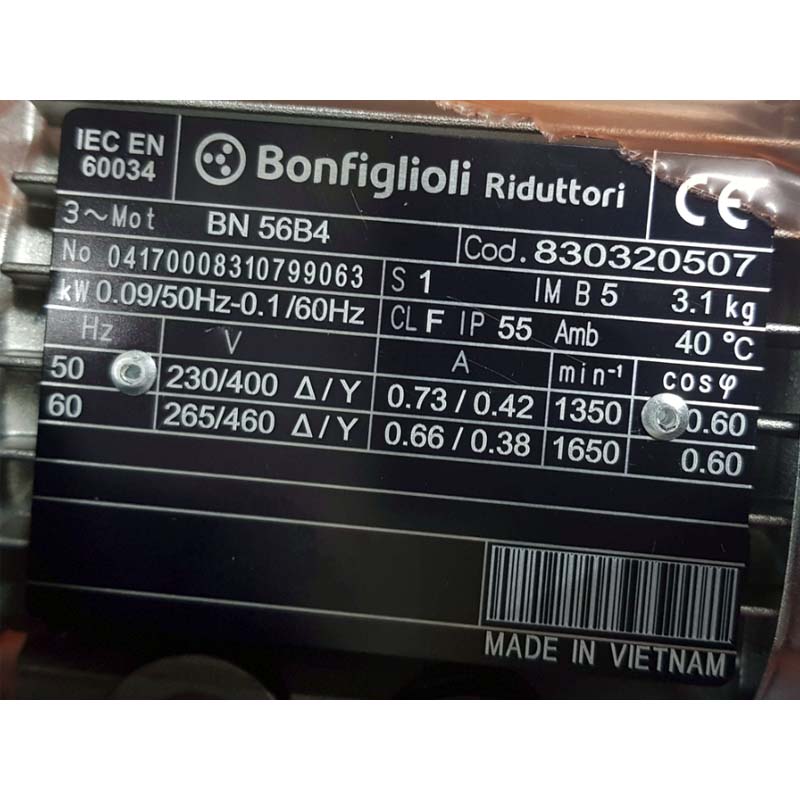 IEC EN
60034
Bonfiglioli Riduttori
CE
3~Mot BN 56B4
Cod. 830320507
No 04170008310799063
S 1 IM B 5 3.1 kg
kW 0.09/50Hz-0.1/60Hz
CL F IP 55 Amb 40 °C
Hz V A min-1 cosφ
50 230/400 Δ/Y 0.73/0.42 1350 0.60
60 265/460 Δ/Y 0.66/0.38 1650 0.60
MADE IN VIETNAM